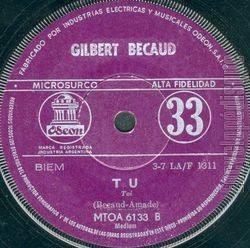 FABRICADO POR INDUSTRIAS ELECTRICAS Y MUSICALES ODEON, S.A.I.C.
GILBERT BECAUD
MICROSURCO
ALTA FIDELIDAD
Odeon
33
MARCA REGISTRADA
INDUSTRIA ARGENTINA
BIEM
3-7 LA/F 1311
T U
Toi
(Becaud-Amade)
MTOA 6133 B
Medium